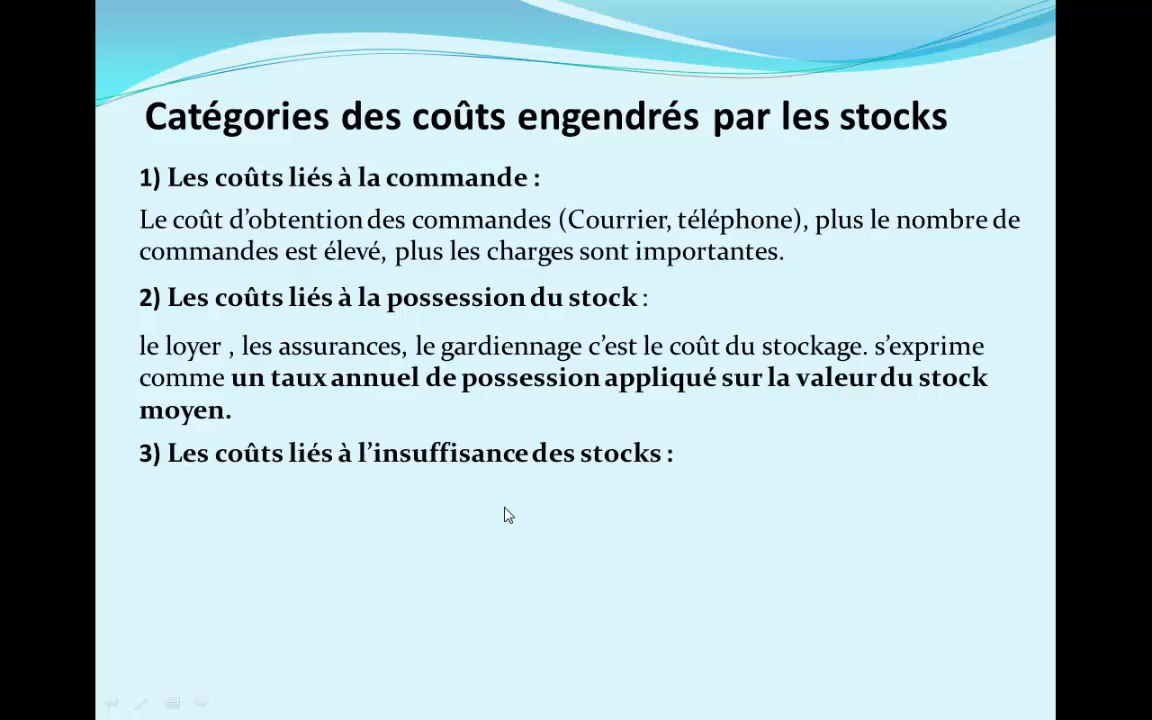 Catégories des coûts engendrés par les stocks
1) Les coûts liés à la commande :
Le coût d’obtention des commandes (Courrier, téléphone), plus le nombre de
commandes est élevé, plus les charges sont importantes.
2) Les coûts liés à la possession du stock :
le loyer , les assurances, le gardiennage c’est le coût du stockage. s’exprime
comme un taux annuel de possession appliqué sur la valeur du stock
moyen.
3) Les coûts liés à l’insuffisance des stocks :